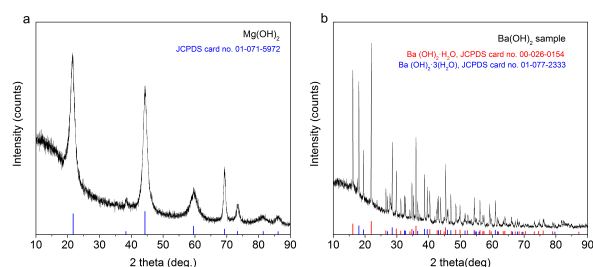 a
Mg(OH)2
JCPDS card no. 01-071-5972
Intensity (counts)
10 20 30 40 50 60 70 80 90
2 theta (deg.)
b
Ba(OH)2 sample
Ba (OH)2·H2O, JCPDS card no. 00-026-0154
Ba (OH)2·3(H2O), JCPDS card no. 01-077-2333
Intensity (counts)
10 20 30 40 50 60 70 80 90
2 theta(deg)